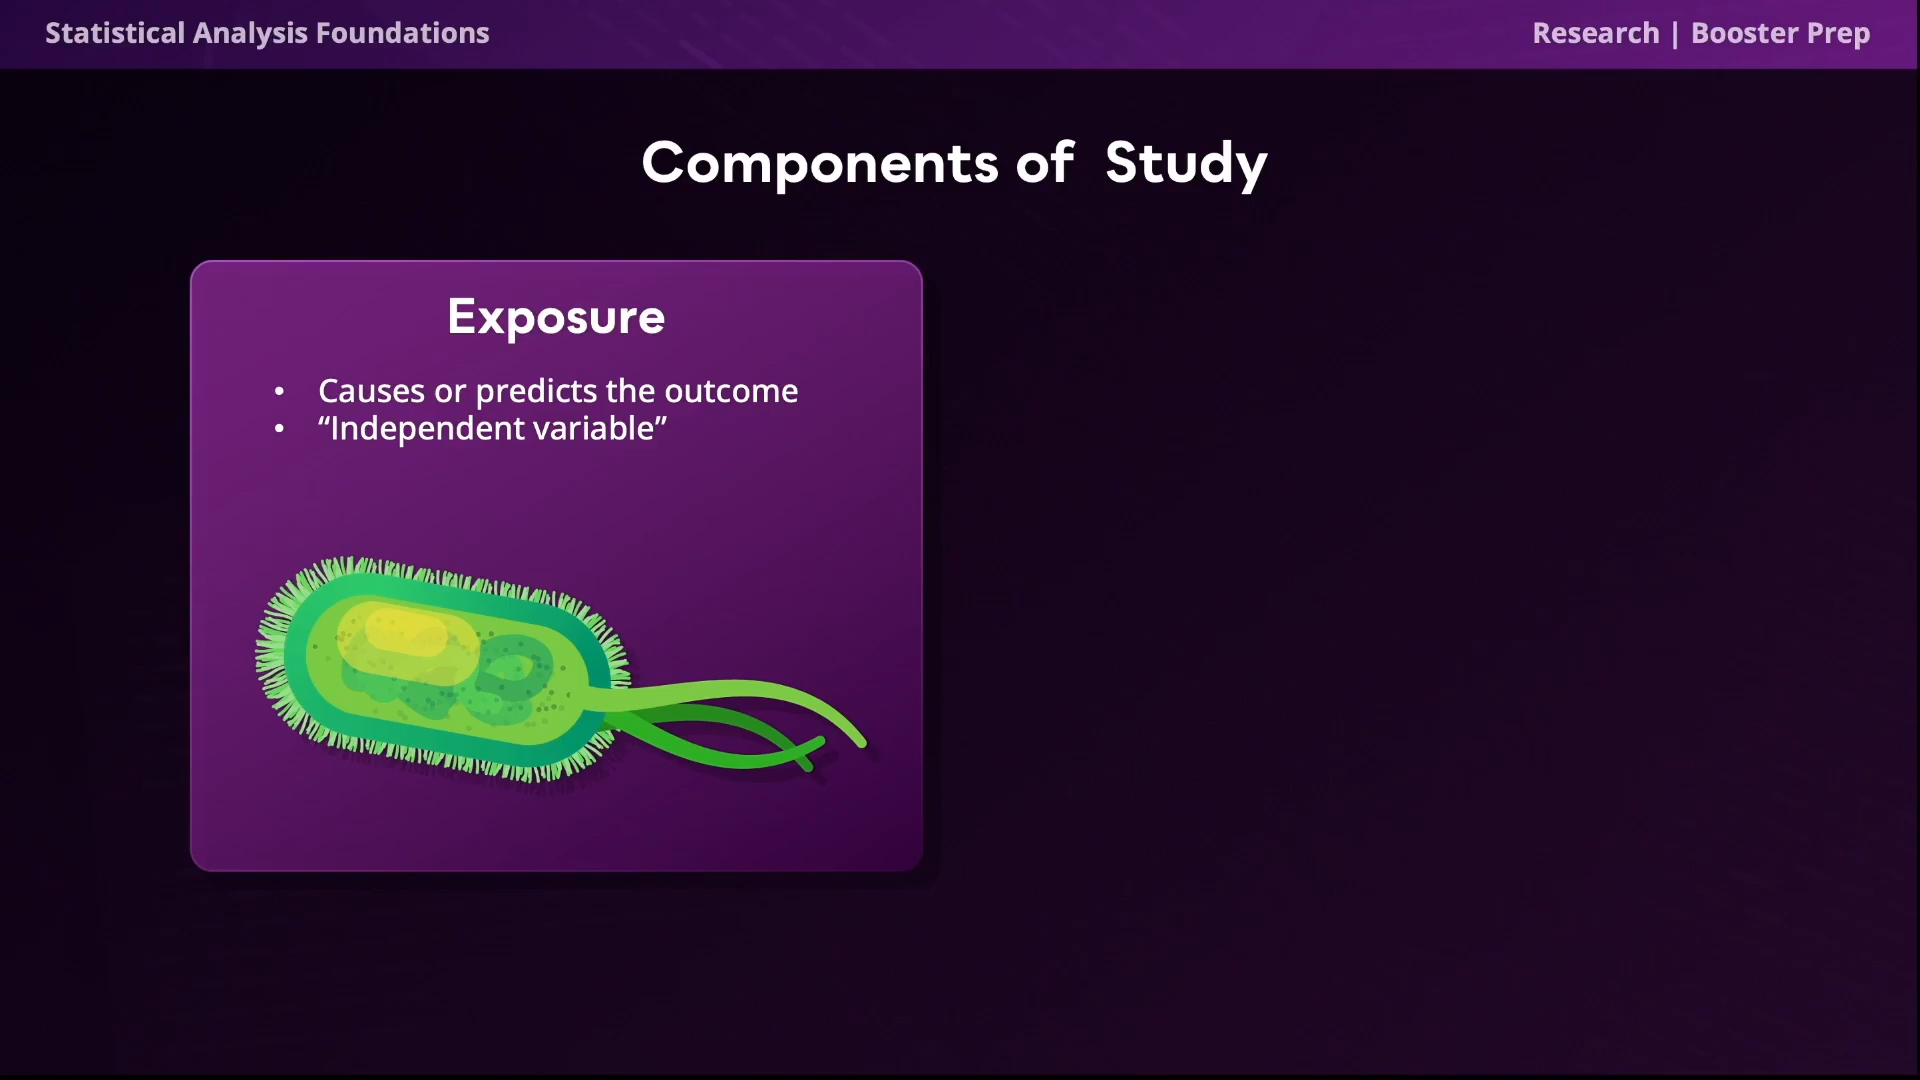 Statistical Analysis Foundations
Research | Booster Prep
Components of  Study
Exposure
• Causes or predicts the outcome
• “Independent variable”